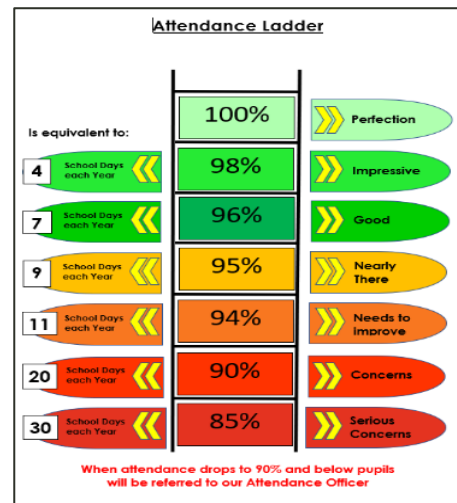 Attendance Ladder
100%
Perfection
Is equivalent to:
4
School Days
each Year
98%
Impressive
7
School Days
each Year
96%
Good
9
School Days
each Year
95%
Nearly
There
11
School Days
each Year
94%
Needs to
improve
20
School Days
each Year
90%
Concerns
30
School Days
each Year
85%
Serious
Concerns
When attendance drops to 90% and below pupils
will be referred to our Attendance Officer